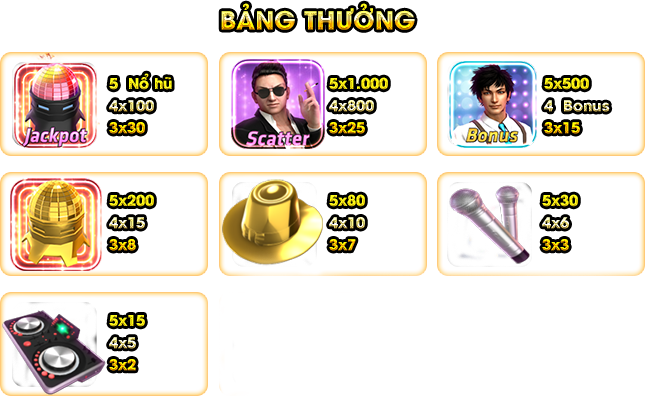 BẢNG THƯỞNG
Jackpot
5 Nổ hũ
4x100
3x30
Scatter
5x1.000
4x800
3x25
Bonus
5x500
4 Bonus
3x15
5x200
4x15
3x8
5x80
4x10
3x7
5x30
4x6
3x3
5x15
4x5
3x2